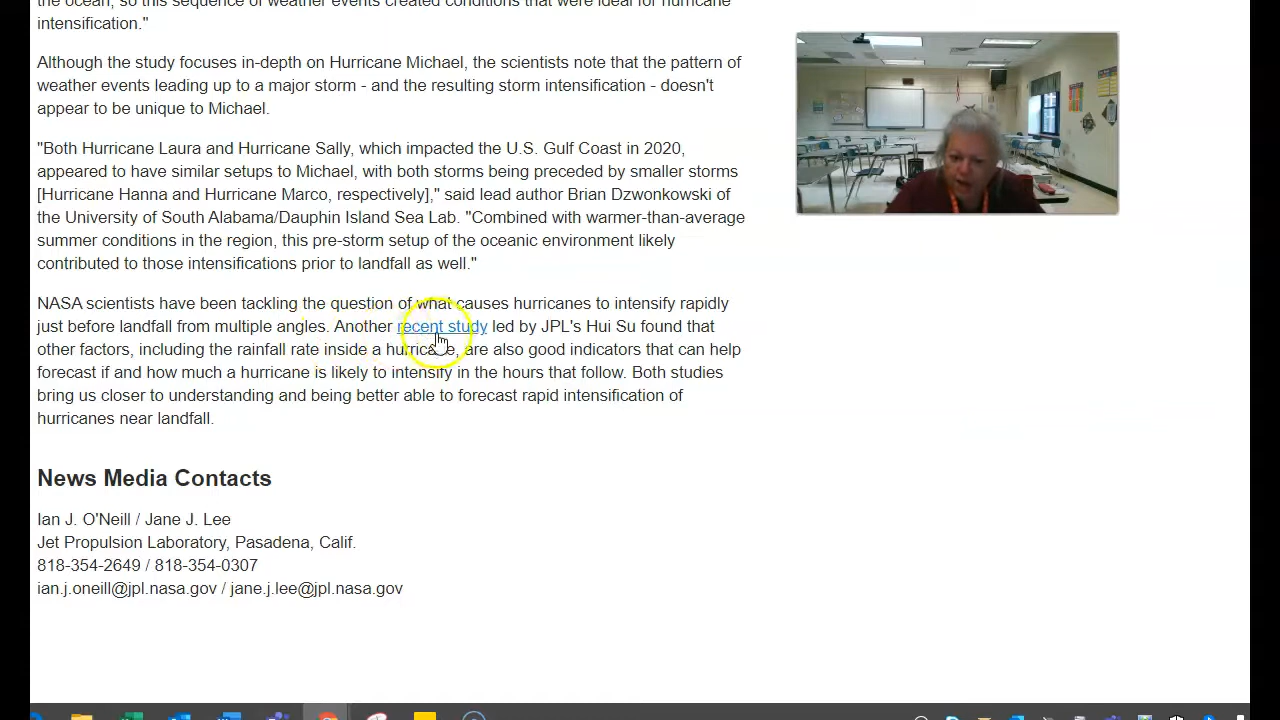 the ocean, so this sequence of weather events created conditions that were ideal for hurricane
intensification."
Although the study focuses in-depth on Hurricane Michael, the scientists note that the pattern of
weather events leading up to a major storm - and the resulting storm intensification - doesn't
appear to be unique to Michael.
"Both Hurricane Laura and Hurricane Sally, which impacted the U.S. Gulf Coast in 2020,
appeared to have similar setups to Michael, with both storms being preceded by smaller storms
[Hurricane Hanna and Hurricane Marco, respectively]," said lead author Brian Dzwonkowski of
the University of South Alabama/Dauphin Island Sea Lab. "Combined with warmer-than-average
summer conditions in the region, this pre-storm setup of the oceanic environment likely
contributed to those intensifications prior to landfall as well."
NASA scientists have been tackling the question of what causes hurricanes to intensify rapidly
just before landfall from multiple angles. Another recent study led by JPL's Hui Su found that
other factors, including the rainfall rate inside a hurricane, are also good indicators that can help
forecast if and how much a hurricane is likely to intensify in the hours that follow. Both studies
bring us closer to understanding and being better able to forecast rapid intensification of
hurricanes near landfall.
News Media Contacts
Ian J. O'Neill / Jane J. Lee
Jet Propulsion Laboratory, Pasadena, Calif.
818-354-2649 / 818-354-0307
ian.j.oneill@jpl.nasa.gov / jane.j.lee@jpl.nasa.gov